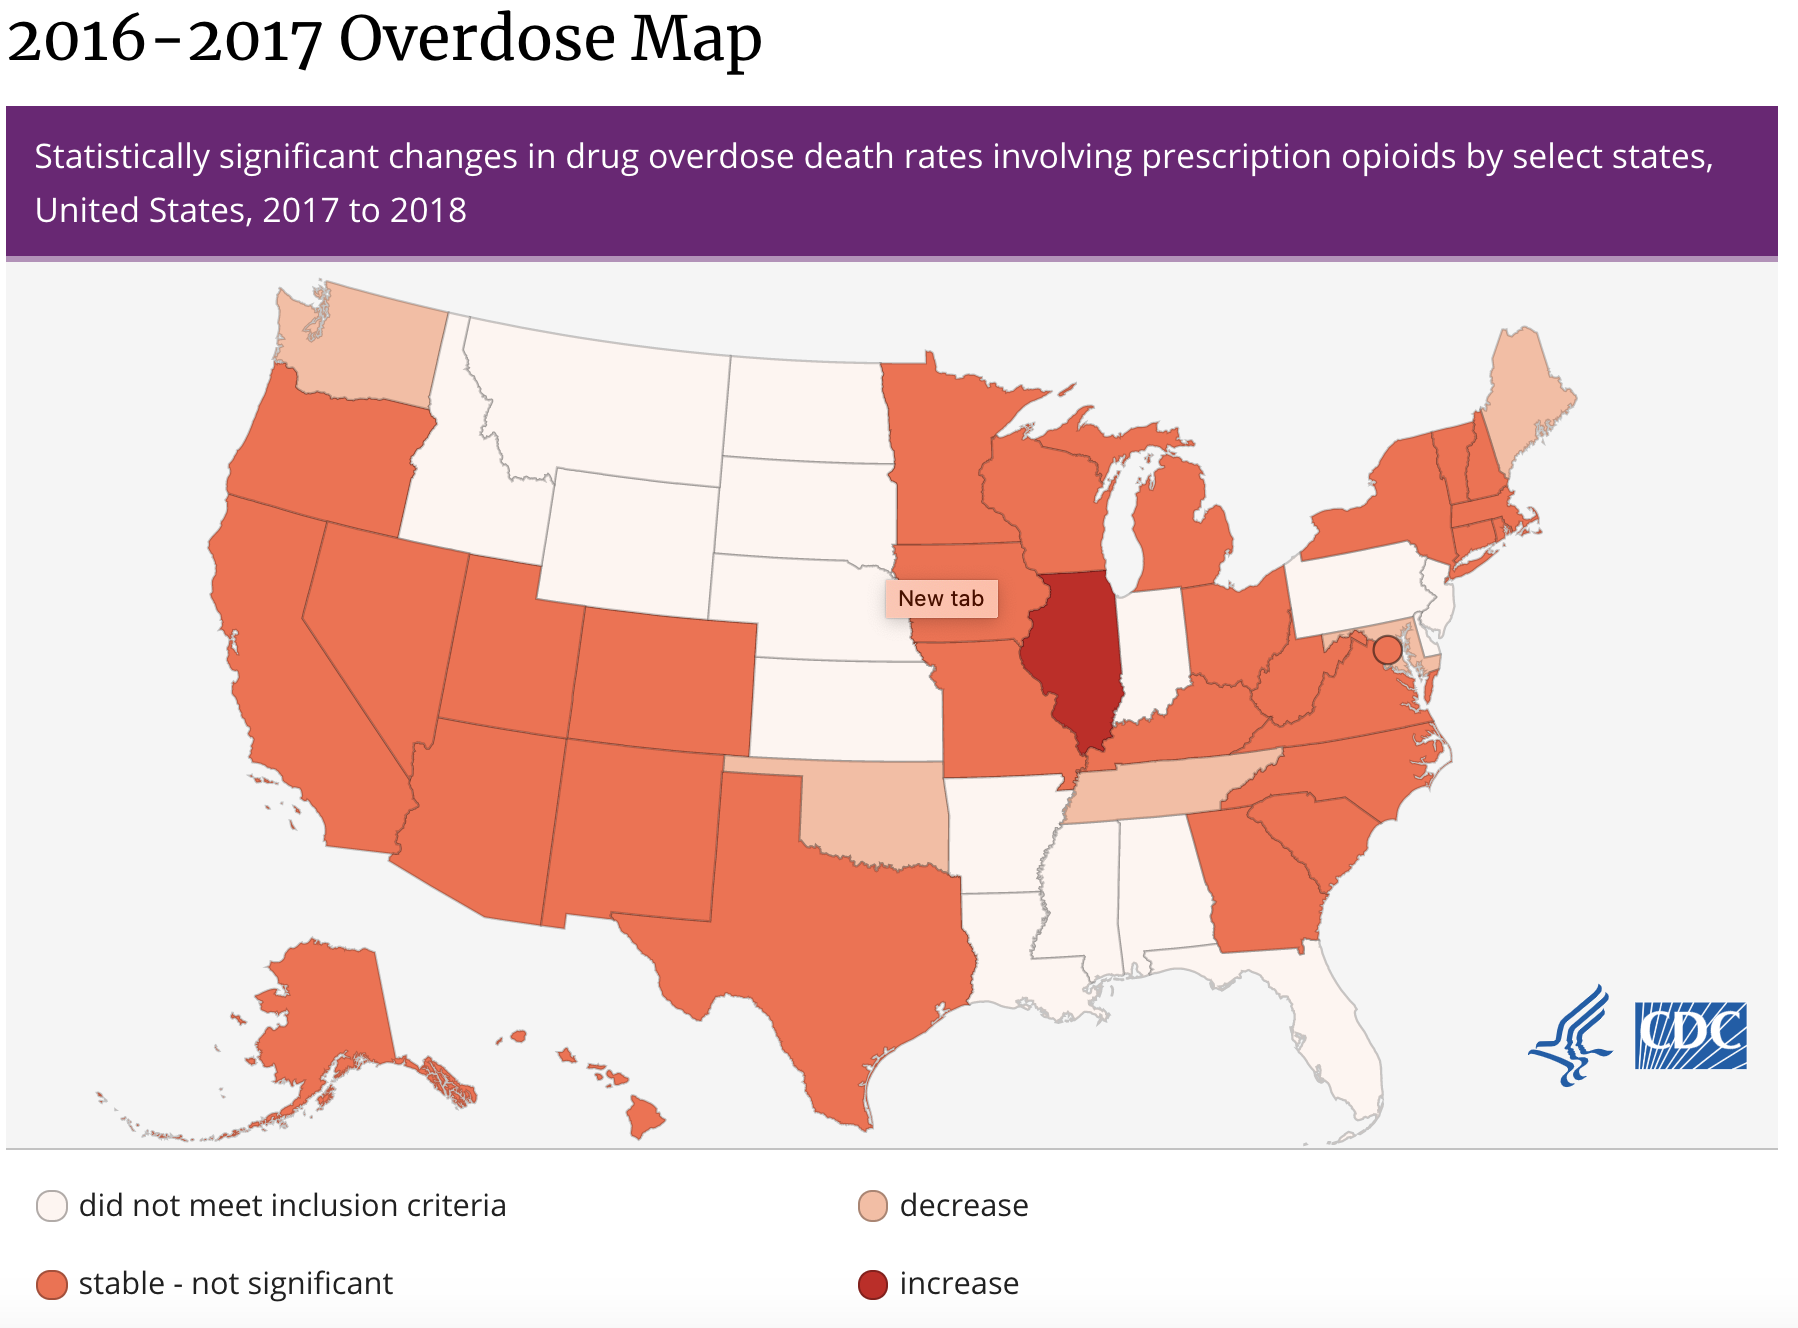 2016-2017 Overdose Map
Statistically significant changes in drug overdose death rates involving prescription opioids by select states,
United States, 2017 to 2018
New tab
CDC
did not meet inclusion criteria
decrease
stable - not significant
increase